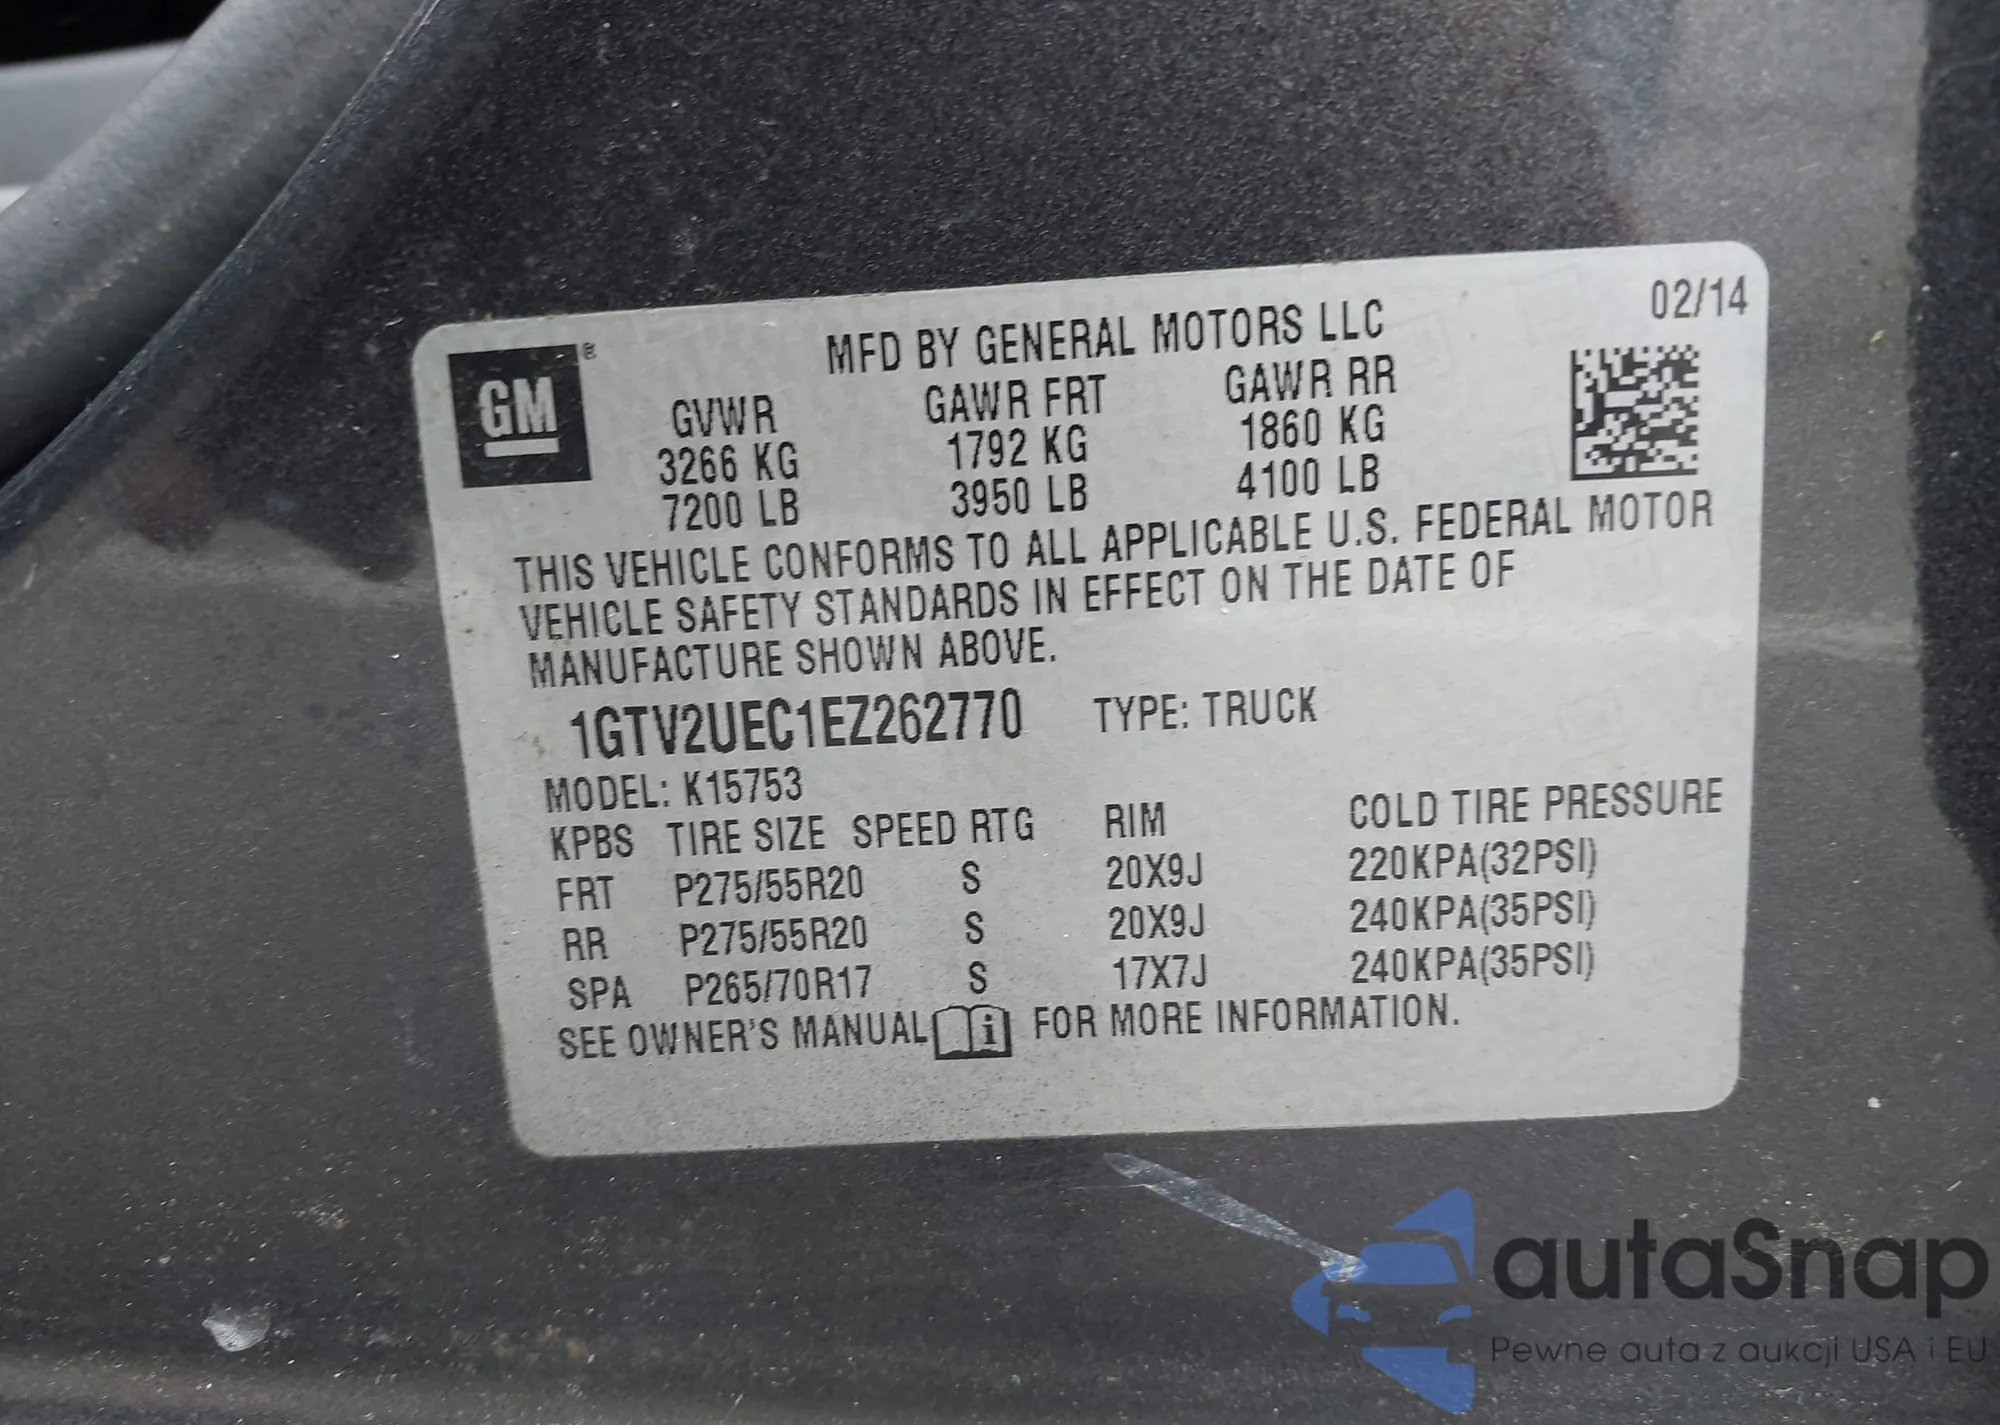 02/14
MFD BY GENERAL MOTORS LLC
GM ®
GVWR GAWR FRT GAWR RR
3266 KG 1792 KG 1860 KG
7200 LB 3950 LB 4100 LB
THIS VEHICLE CONFORMS TO ALL APPLICABLE U.S. FEDERAL MOTOR
VEHICLE SAFETY STANDARDS IN EFFECT ON THE DATE OF
MANUFACTURE SHOWN ABOVE.
1GTV2UEC1EZ262770 TYPE: TRUCK
MODEL: K15753
KPBS TIRE SIZE SPEED RTG RIM COLD TIRE PRESSURE
FRT P275/55R20 S 20X9J 220KPA(32PSI)
RR P275/55R20 S 20X9J 240KPA(35PSI)
SPA P265/70R17 S 17X7J 240KPA(35PSI)
SEE OWNER'S MANUAL i FOR MORE INFORMATION.
autaSnap
Pewne auta z aukcji USA i EU